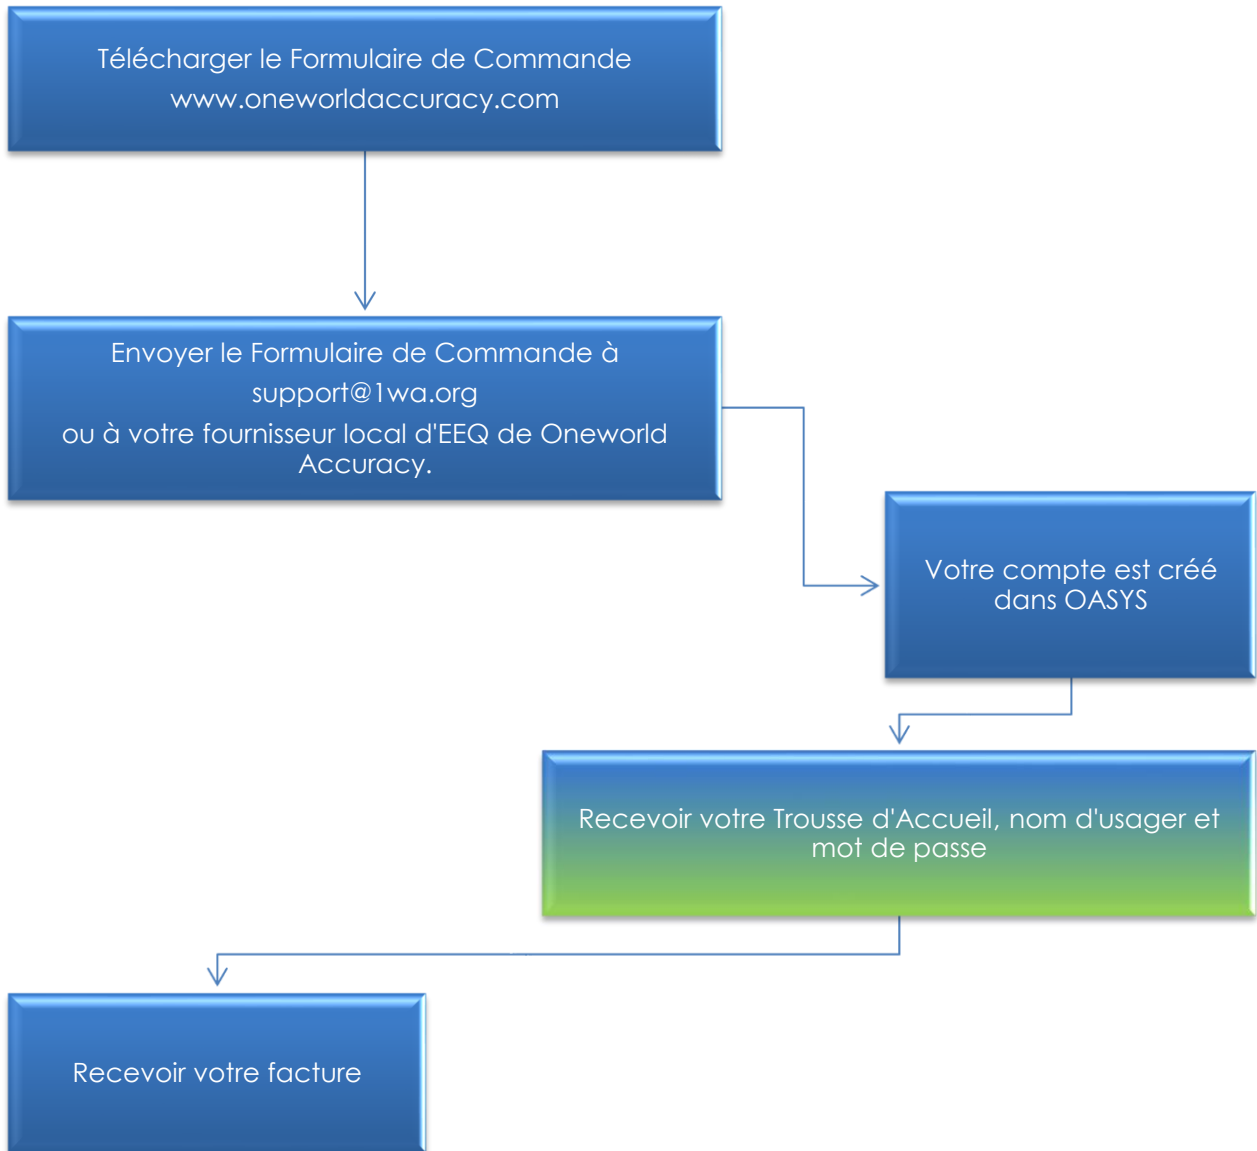 Télécharger le Formulaire de Commande
www.oneworldaccuracy.com
Envoyer le Formulaire de Commande à
support@1wa.org
ou à votre fournisseur local d'EEQ de Oneworld
Accuracy.
Votre compte est créé
dans OASYS
Recevoir votre Trousse d'Accueil, nom d'usager et
mot de passe
Recevoir votre facture